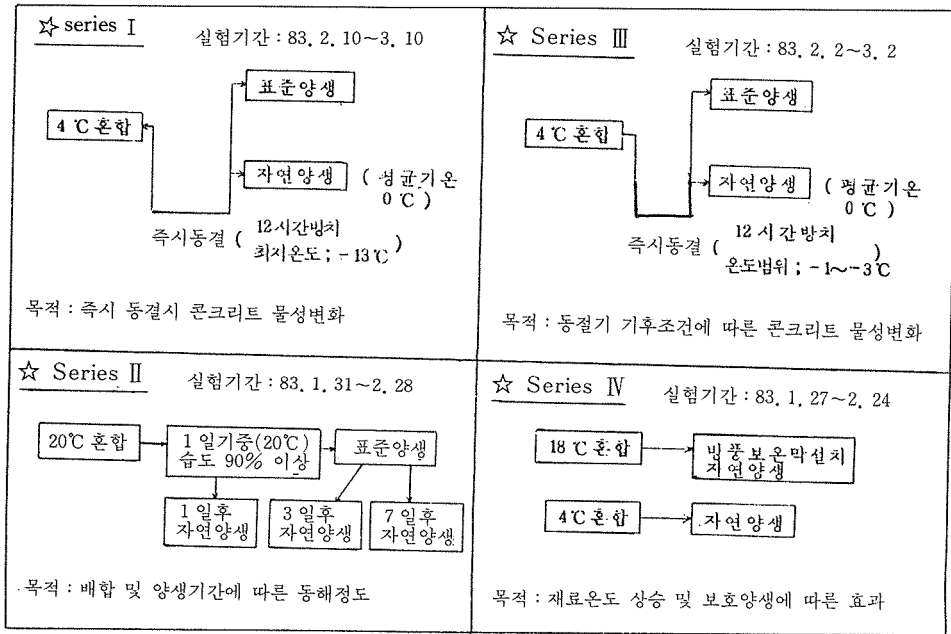 ☆ series Ⅰ
실험기간 : 83. 2. 10~3. 10
표준양생
4℃ 혼합
자연양생 ( 평균기온
0℃ )
즉시동결 ( 12시간방치
최저온도 ; -13℃ )
목적 : 즉시 동결시 콘크리트 물성변화
☆ Series Ⅲ
실험기간 : 83. 2. 2~3. 2
표준양생
4℃ 혼합
자연양생 ( 평균기온
0℃ )
즉시동결 ( 12시간방치
온도범위 ; -1~-3℃ )
목적 : 동절기 기후조건에 따른 콘크리트 물성변화
☆ Series Ⅱ
실험기간 : 83. 1. 31~2. 28
20℃ 혼합
1일기중(20℃)
습도 90% 이상
표준양생
1일후
자연양생
3일후
자연양생
7일후
자연양생
목적 : 배합 및 양생기간에 따른 동해정도
☆ Series Ⅳ
실험기간 : 83. 1. 27~2. 24
18℃ 혼합
방풍보온막설치
자연양생
4℃ 혼합
자연양생
목적 : 재료온도 상승 및 보호양생에 따른 효과